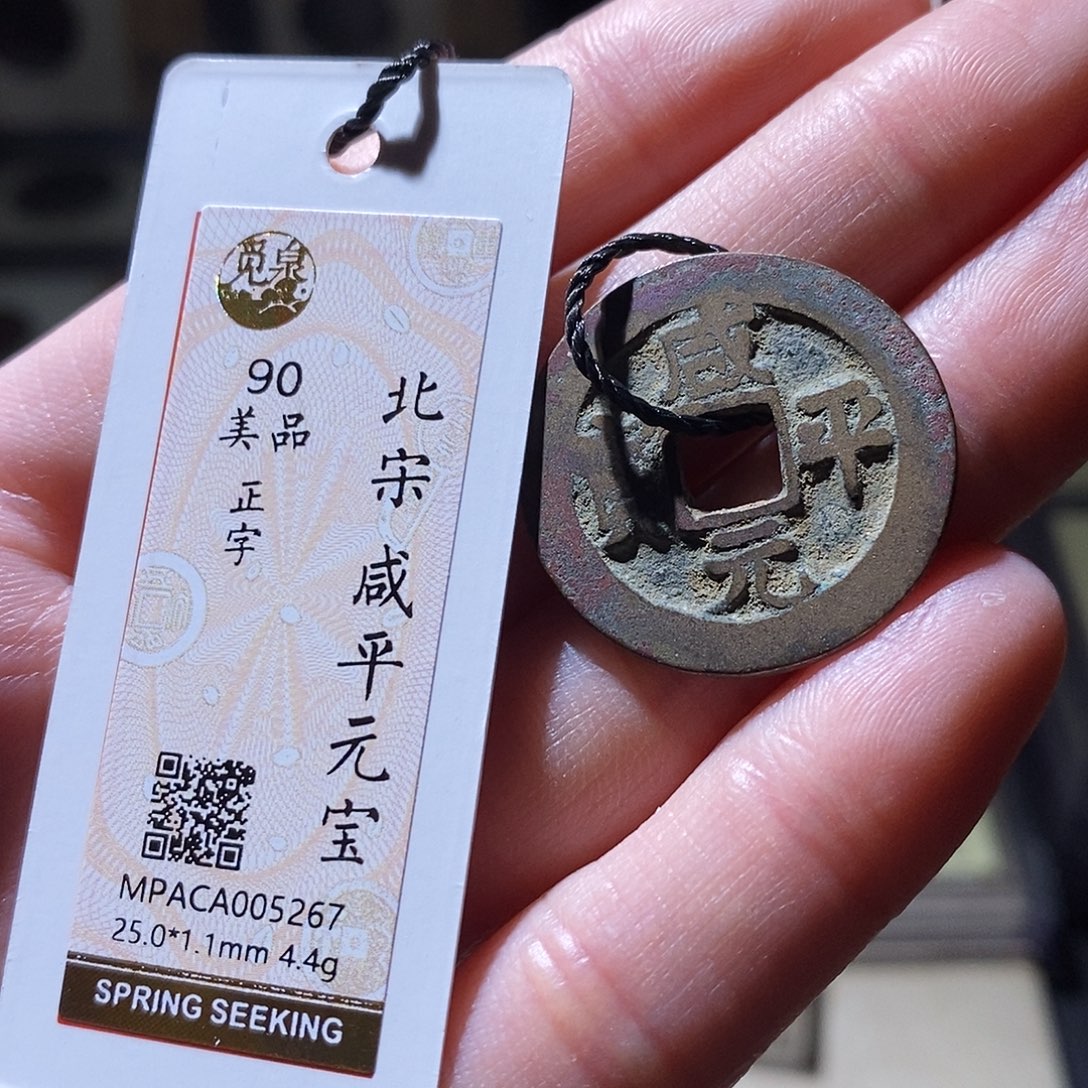 觅泉
90
美品
正字
北宋 咸平元宝
MPACA005267
25.0*1.1mm 4.4g
SPRING SEEKING
咸平元